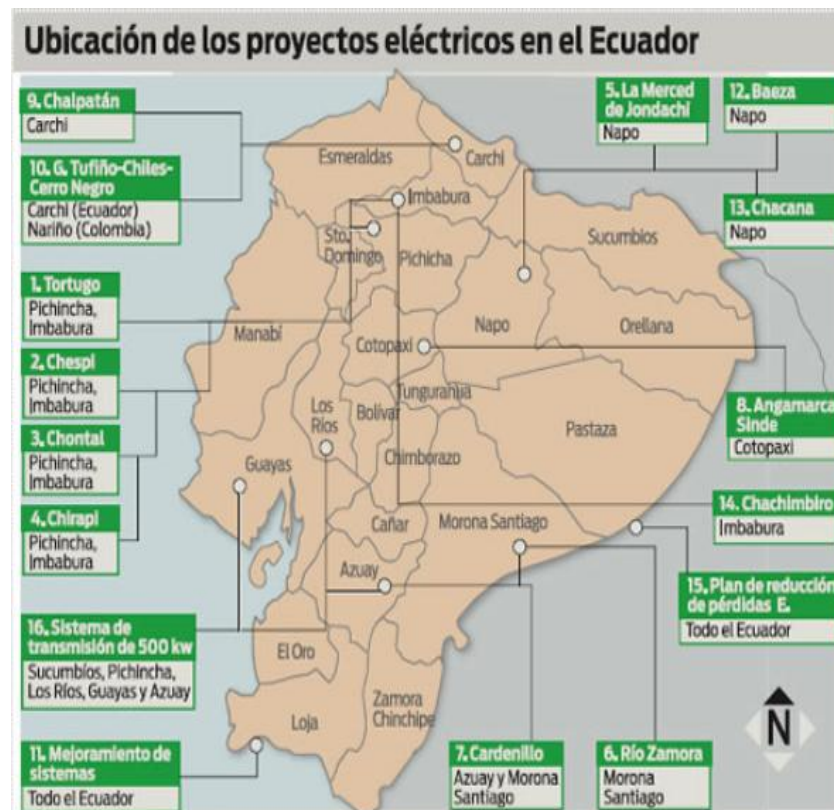 Ubicación de los proyectos eléctricos en el Ecuador
9. Chalpatán
Carchi
10. G. Tufiño-Chiles-
Cerro Negro
Carchi (Ecuador)
Nariño (Colombia)
1. Tortugo
Pichincha,
Imbabura
2. Chespi
Pichincha,
Imbabura
3. Chontal
Pichincha,
Imbabura
4. Chirapi
Pichincha,
Imbabura
16. Sistema de
transmisión de 500 kw
Sucumbíos, Pichincha,
Los Ríos, Guayas y Azuay
11. Mejoramiento de
sistemas
Todo el Ecuador
5. La Merced
de Jondachi
Napo
12. Baeza
Napo
13. Chacana
Napo
8. Angamarca
Sinde
Cotopaxi
14. Chachimbiro
Imbabura
15. Plan de reducción
de pérdidas E.
Todo el Ecuador
7. Cardenillo
Azuay y Morona
Santiago
6. Río Zamora
Morona
Santiago
Esmeraldas
Carchi
Imbabura
Sto.
Domingo
Pichicha
Sucumbios
Manabí
Napo
Orellana
Cotopaxi
Tungurahua
Los
Ríos
Bolívar
Pastaza
Chimborazo
Guayas
Cañar
Morona Santiago
Azuay
El Oro
Loja
Zamora
Chinchipe
N